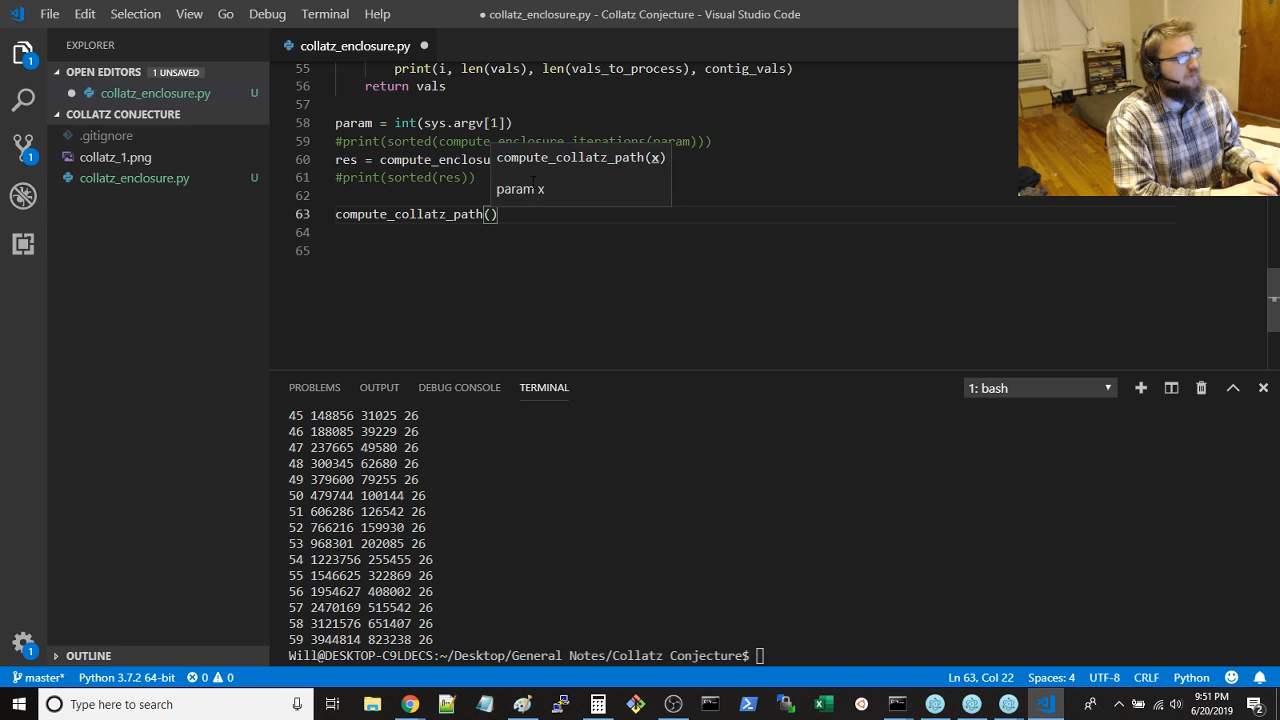 File Edit Selection View Go Debug Terminal Help
● collatz_enclosure.py - Collatz Conjecture - Visual Studio Code
EXPLORER
OPEN EDITORS 1 UNSAVED
collatz_enclosure.py U
COLLATZ CONJECTURE
.gitignore
collatz_1.png
collatz_enclosure.py U
OUTLINE
collatz_enclosure.py
55 print(i, len(vals), len(vals_to_process), contig_vals)
56 return vals
57
58 param = int(sys.argv[1])
59 #print(sorted(compute_enclosure_iterations(param)))
60 res = compute_enclosu
61 #print(sorted(res))
62
63 compute_collatz_path()
64
65
compute_collatz_path(x)
param x
PROBLEMS OUTPUT DEBUG CONSOLE TERMINAL
1: bash
45 148856 31025 26
46 188085 39229 26
47 237665 49580 26
48 300345 62680 26
49 379600 79255 26
50 479744 100144 26
51 606286 126542 26
52 766216 159930 26
53 968301 202085 26
54 1223756 255455 26
55 1546625 322869 26
56 1954627 408002 26
57 2470169 515542 26
58 3121576 651407 26
59 3944814 823238 26
Will@DESKTOP-C9LDECS:~/Desktop/General Notes/Collatz Conjecture$
master* Python 3.7.2 64-bit 0 0 Ln 63, Col 22 Spaces: 4 UTF-8 CRLF Python 1
Type here to search
9:51 PM
6/20/2019
2